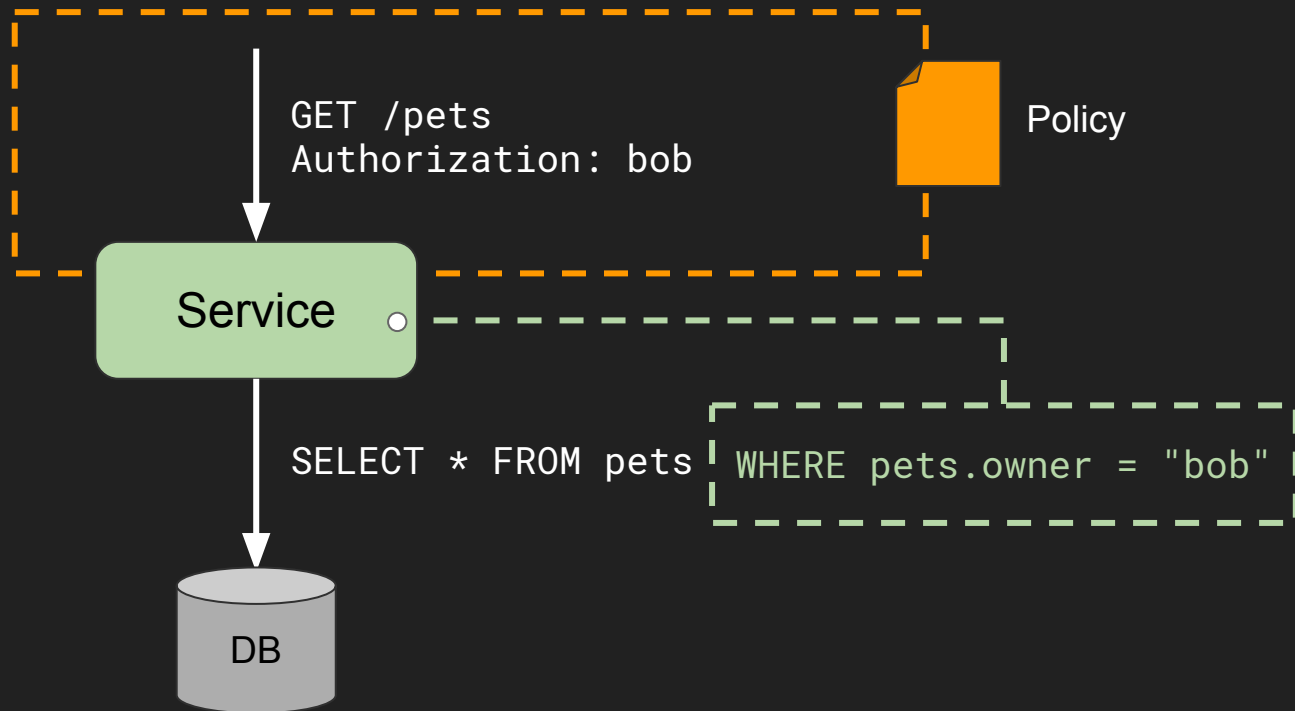 GET /pets
Authorization: bob
Policy
Service
SELECT * FROM pets WHERE pets.owner = "bob"
DB